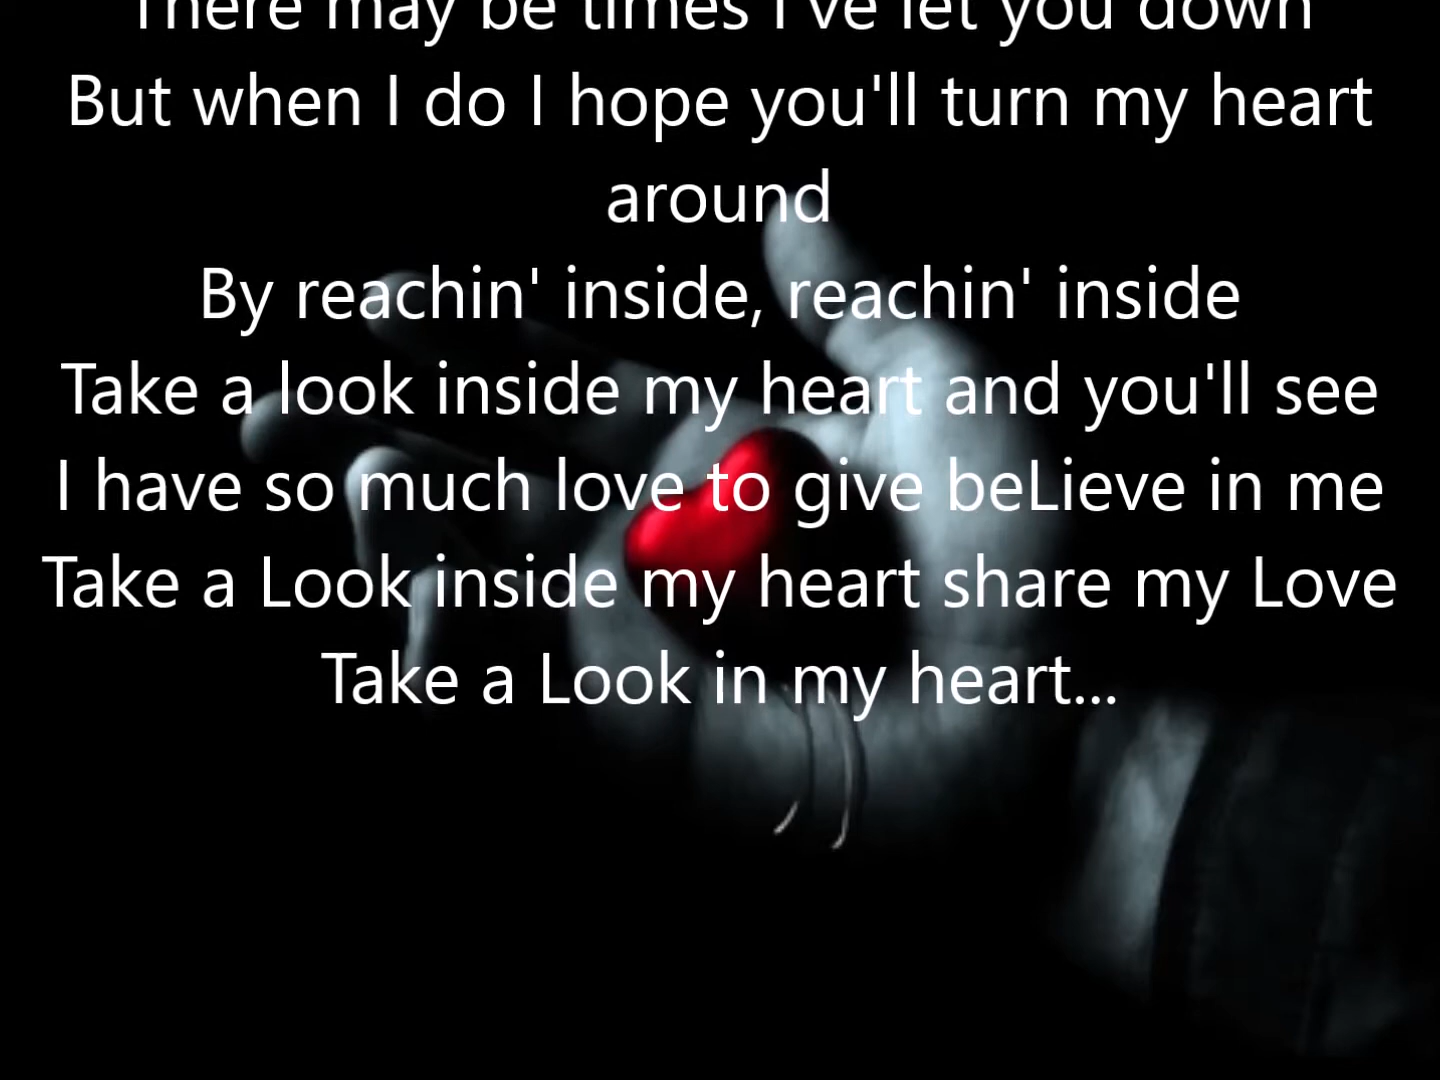 There may be times I've let you down
But when I do I hope you'll turn my heart
around
By reachin' inside, reachin' inside
Take a look inside my heart and you'll see
I have so much love to give beLieve in me
Take a Look inside my heart share my Love
Take a Look in my heart...